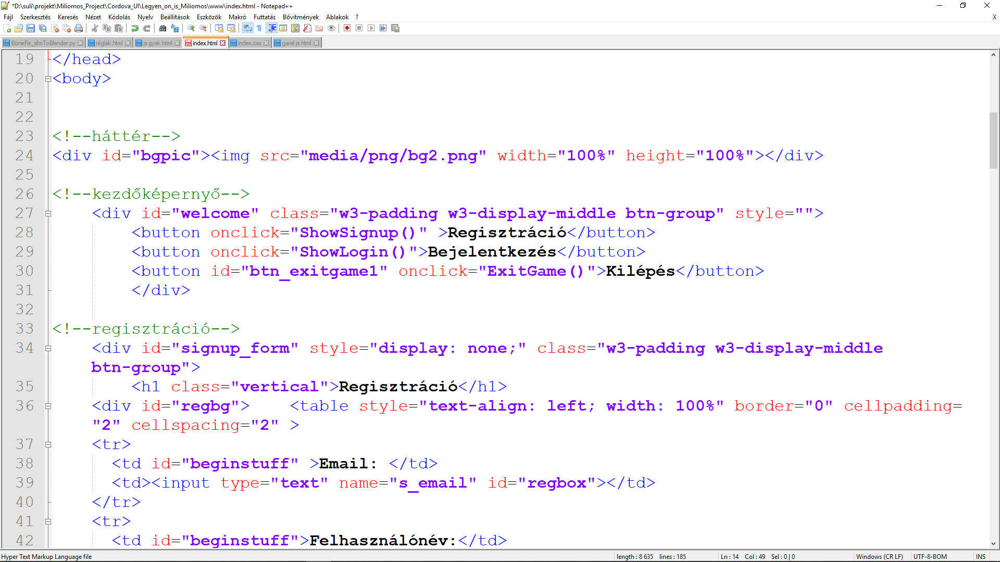 *D:\suli\projekt\Miliomos_Project\Cordova_UI\Legyen_on_is_Miliomos\www\index.html - Notepad++
Fájl Szerkesztés Keresés Nézet Kódolás Nyelv Beállítások Eszközök Makró Futtatás Bővítmények Ablakok ? X
BoneFix_sfmToBlender.py téglák.html js gyak.html index.html index.css gané js.html
19 </head>
20 <body>
21
22
23 <!--háttér-->
24 <div id="bgpic"><img src="media/png/bg2.png" width="100%" height="100%"></div>
25
26 <!--kezdőképernyő-->
27 <div id="welcome" class="w3-padding w3-display-middle btn-group" style="">
28 <button onclick="ShowSignup()" >Regisztráció</button>
29 <button onclick="ShowLogin()">Bejelentkezés</button>
30 <button id="btn_exitgame1" onclick="ExitGame()">Kilépés</button>
31 </div>
32
33 <!--regisztráció-->
34 <div id="signup_form" style="display: none;" class="w3-padding w3-display-middle
btn-group">
35 <h1 class="vertical">Regisztráció</h1>
36 <div id="regbg"> <table style="text-align: left; width: 100%" border="0" cellpadding=
"2" cellspacing="2" >
37 <tr>
38 <td id="beginstuff" >Email: </td>
39 <td><input type="text" name="s_email" id="regbox"></td>
40 </tr>
41 <tr>
42 <td id="beginstuff">Felhasználónév:</td>
Hyper Text Markup Language file length : 8 635 lines : 185 Ln : 14 Col : 49 Sel : 0 | 0 Windows (CR LF) UTF-8-BOM INS